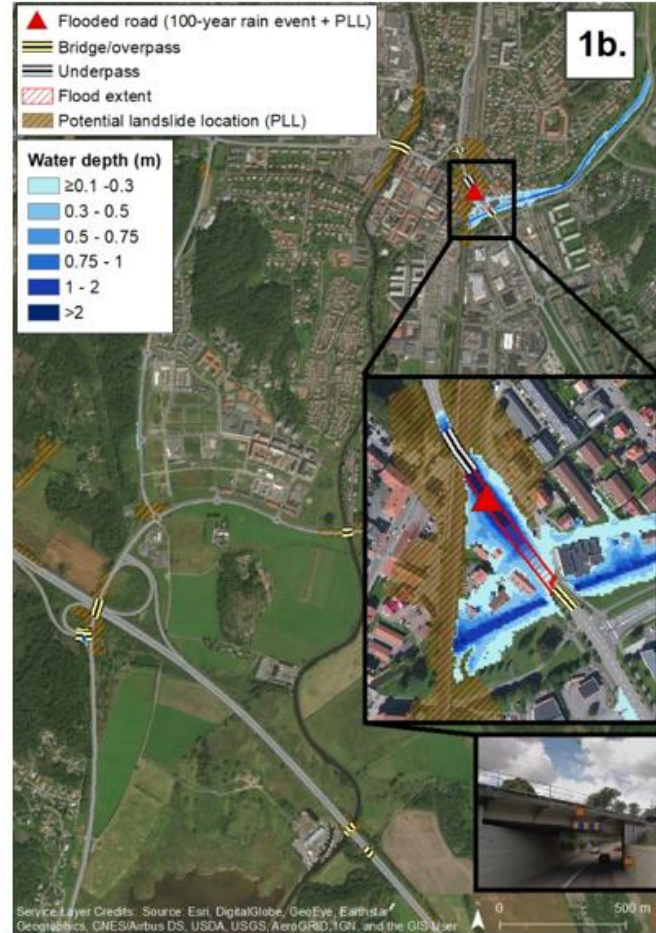 Flooded road (100-year rain event + PLL)
Bridge/overpass
Underpass
Flood extent
Potential landslide location (PLL)
1b.
Water depth (m)
≥0.1 -0.3
0.3 - 0.5
0.5 - 0.75
0.75 - 1
1 - 2
>2
0 500 m
Service Layer Credits: Source: Esri, DigitalGlobe, GeoEye, Earthstar
Geographics, CNES/Airbus DS, USDA, USGS, AeroGRID, IGN, and the GIS User